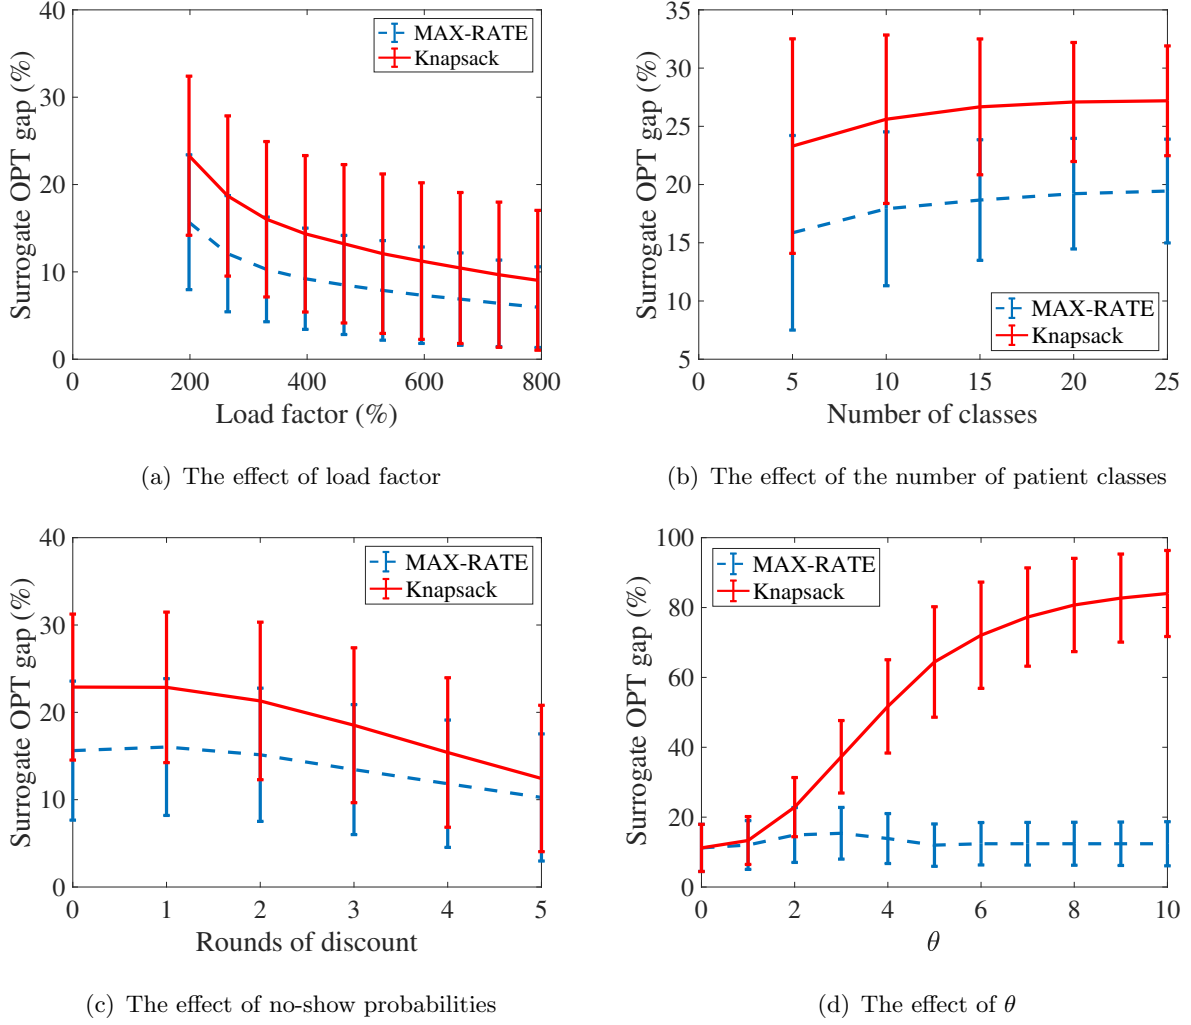 40
30
20
10
0
0 200 400 600 800
Surrogate OPT gap (%)
Load factor (%)
MAX-RATE
Knapsack
(a) The effect of load factor
35
30
25
20
15
10
5
0 5 10 15 20 25
Surrogate OPT gap (%)
Number of classes
MAX-RATE
Knapsack
(b) The effect of the number of patient classes
40
30
20
10
0
0 1 2 3 4 5
Surrogate OPT gap (%)
Rounds of discount
MAX-RATE
Knapsack
(c) The effect of no-show probabilities
100
80
60
40
20
0
0 2 4 6 8 10
Surrogate OPT gap (%)
θ
MAX-RATE
Knapsack
(d) The effect of θ